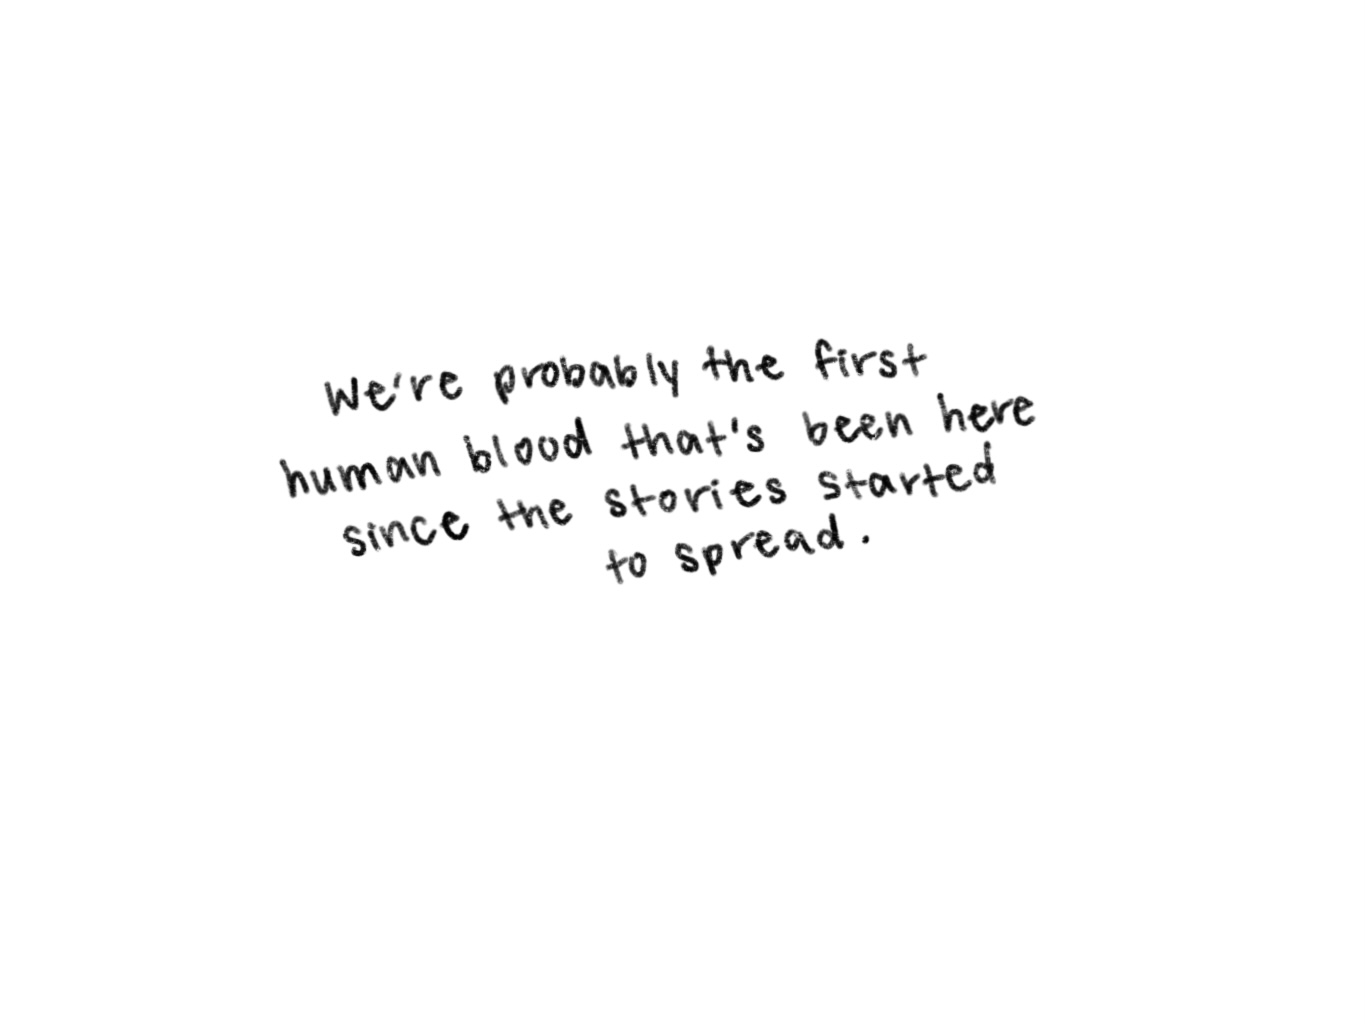 We're probably the first
human blood that's been here
since the stories started
to spread.